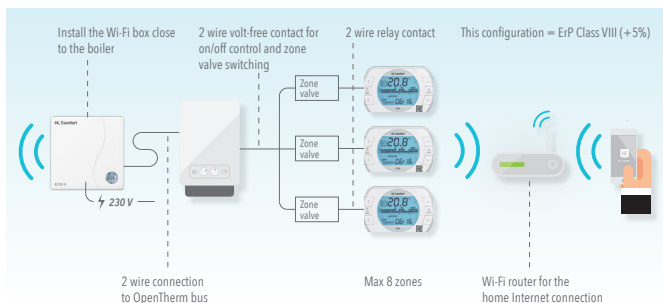 Install the Wi-Fi box close
to the boiler
2 wire volt-free contact for
on/off control and zone
valve switching
2 wire relay contact
This configuration = ErP Class VIII (+5%)
Hi, Comfort
230 V
Zone
valve
20.8
Zone
valve
20.8
Zone
valve
20.8
2 wire connection
to OpenTherm bus
Max 8 zones
Wi-Fi router for the
home Internet connection